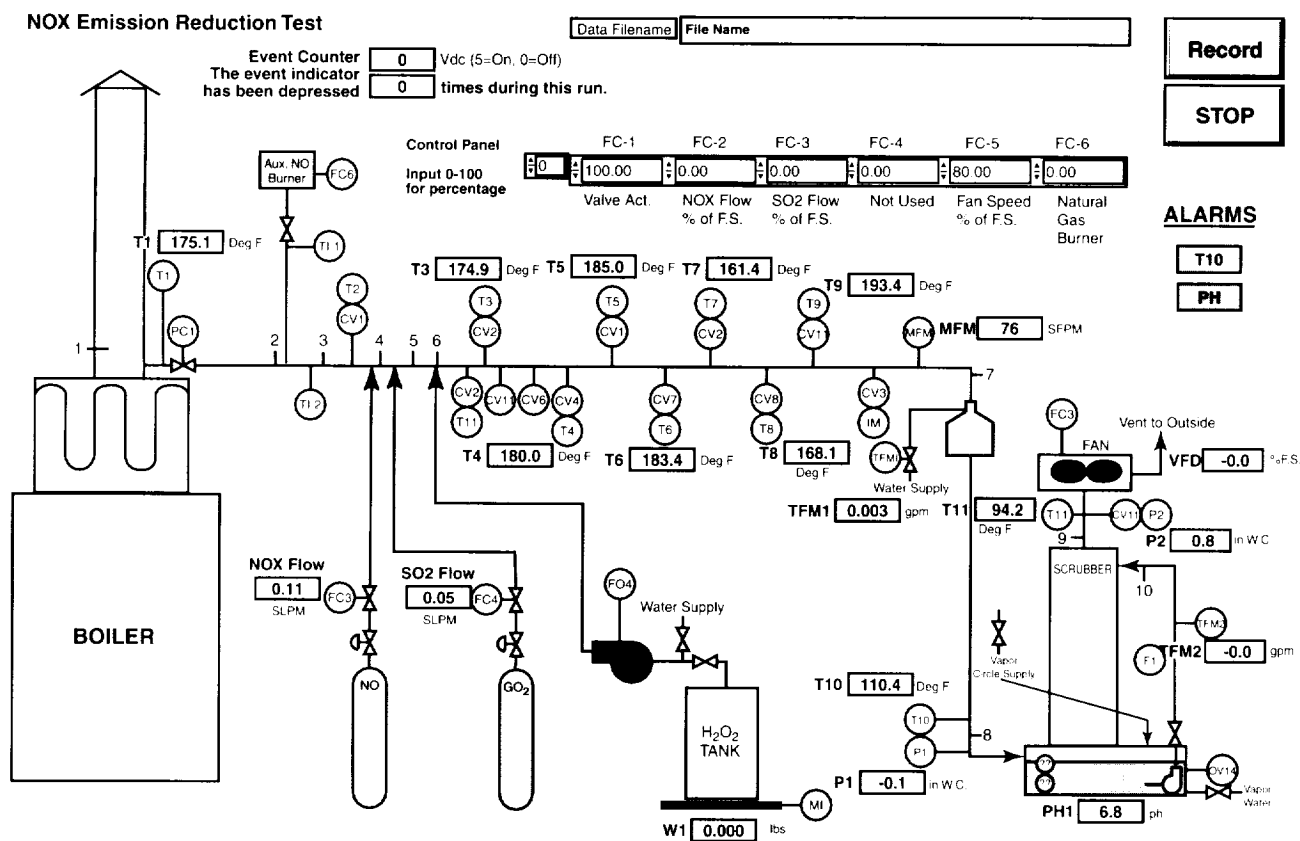 NOX Emission Reduction Test
Data Filename File Name
Record
STOP
Event Counter 0 Vdc (5=On, 0=Off)
The event indicator
has been depressed 0 times during this run.
Control Panel
Input 0-100
for percentage
FC-1 FC-2 FC-3 FC-4 FC-5 FC-6
0 100.00 0.00 0.00 0.00 80.00 0.00
Valve Act. NOX Flow SO2 Flow Not Used Fan Speed Natural
% of F.S. % of F.S. % of F.S. Gas
Burner
ALARMS
T10
PH
Aux. NO
Burner
FC6
TI.1
T1 175.1 Deg F
T1
PC1
1
2
3
4
5
6
T2
CV1
TI.2
T3 174.9 Deg F
T3
CV2
T5 185.0 Deg F
T5
CV1
T7 161.4 Deg F
T7
CV2
T9 193.4 Deg F
T9
CV11
MFM 76 SFPM
MFM
7
CV2
T11
CV11
CV6
CV4
T4
CV7
T6
CV8
T8
CV3
IM
T4 180.0 Deg F
T6 183.4 Deg F
T8 168.1
Deg F
TFM1
Water Supply
TFM1 0.003 gpm
T11 94.2
Deg F
FC3
FAN
Vent to Outside
VFD -0.0 %F.S.
T11
CV11
P2
9
P2 0.8 in W C
SCRUBBER
10
TFM2
F1
TFM2 -0.0 gpm
Vapor
Circle Supply
NOX Flow
0.11
SLPM
FC3
SO2 Flow
0.05
SLPM
FC4
FO4
Water Supply
BOILER
NO
GO2
H2O2
TANK
MI
W1 0.000 lbs
T10 110.4 Deg F
T10
8
P1
P1 -0.1 in W C.
??
??
OV14
Vapor
Water
PH1 6.8 ph